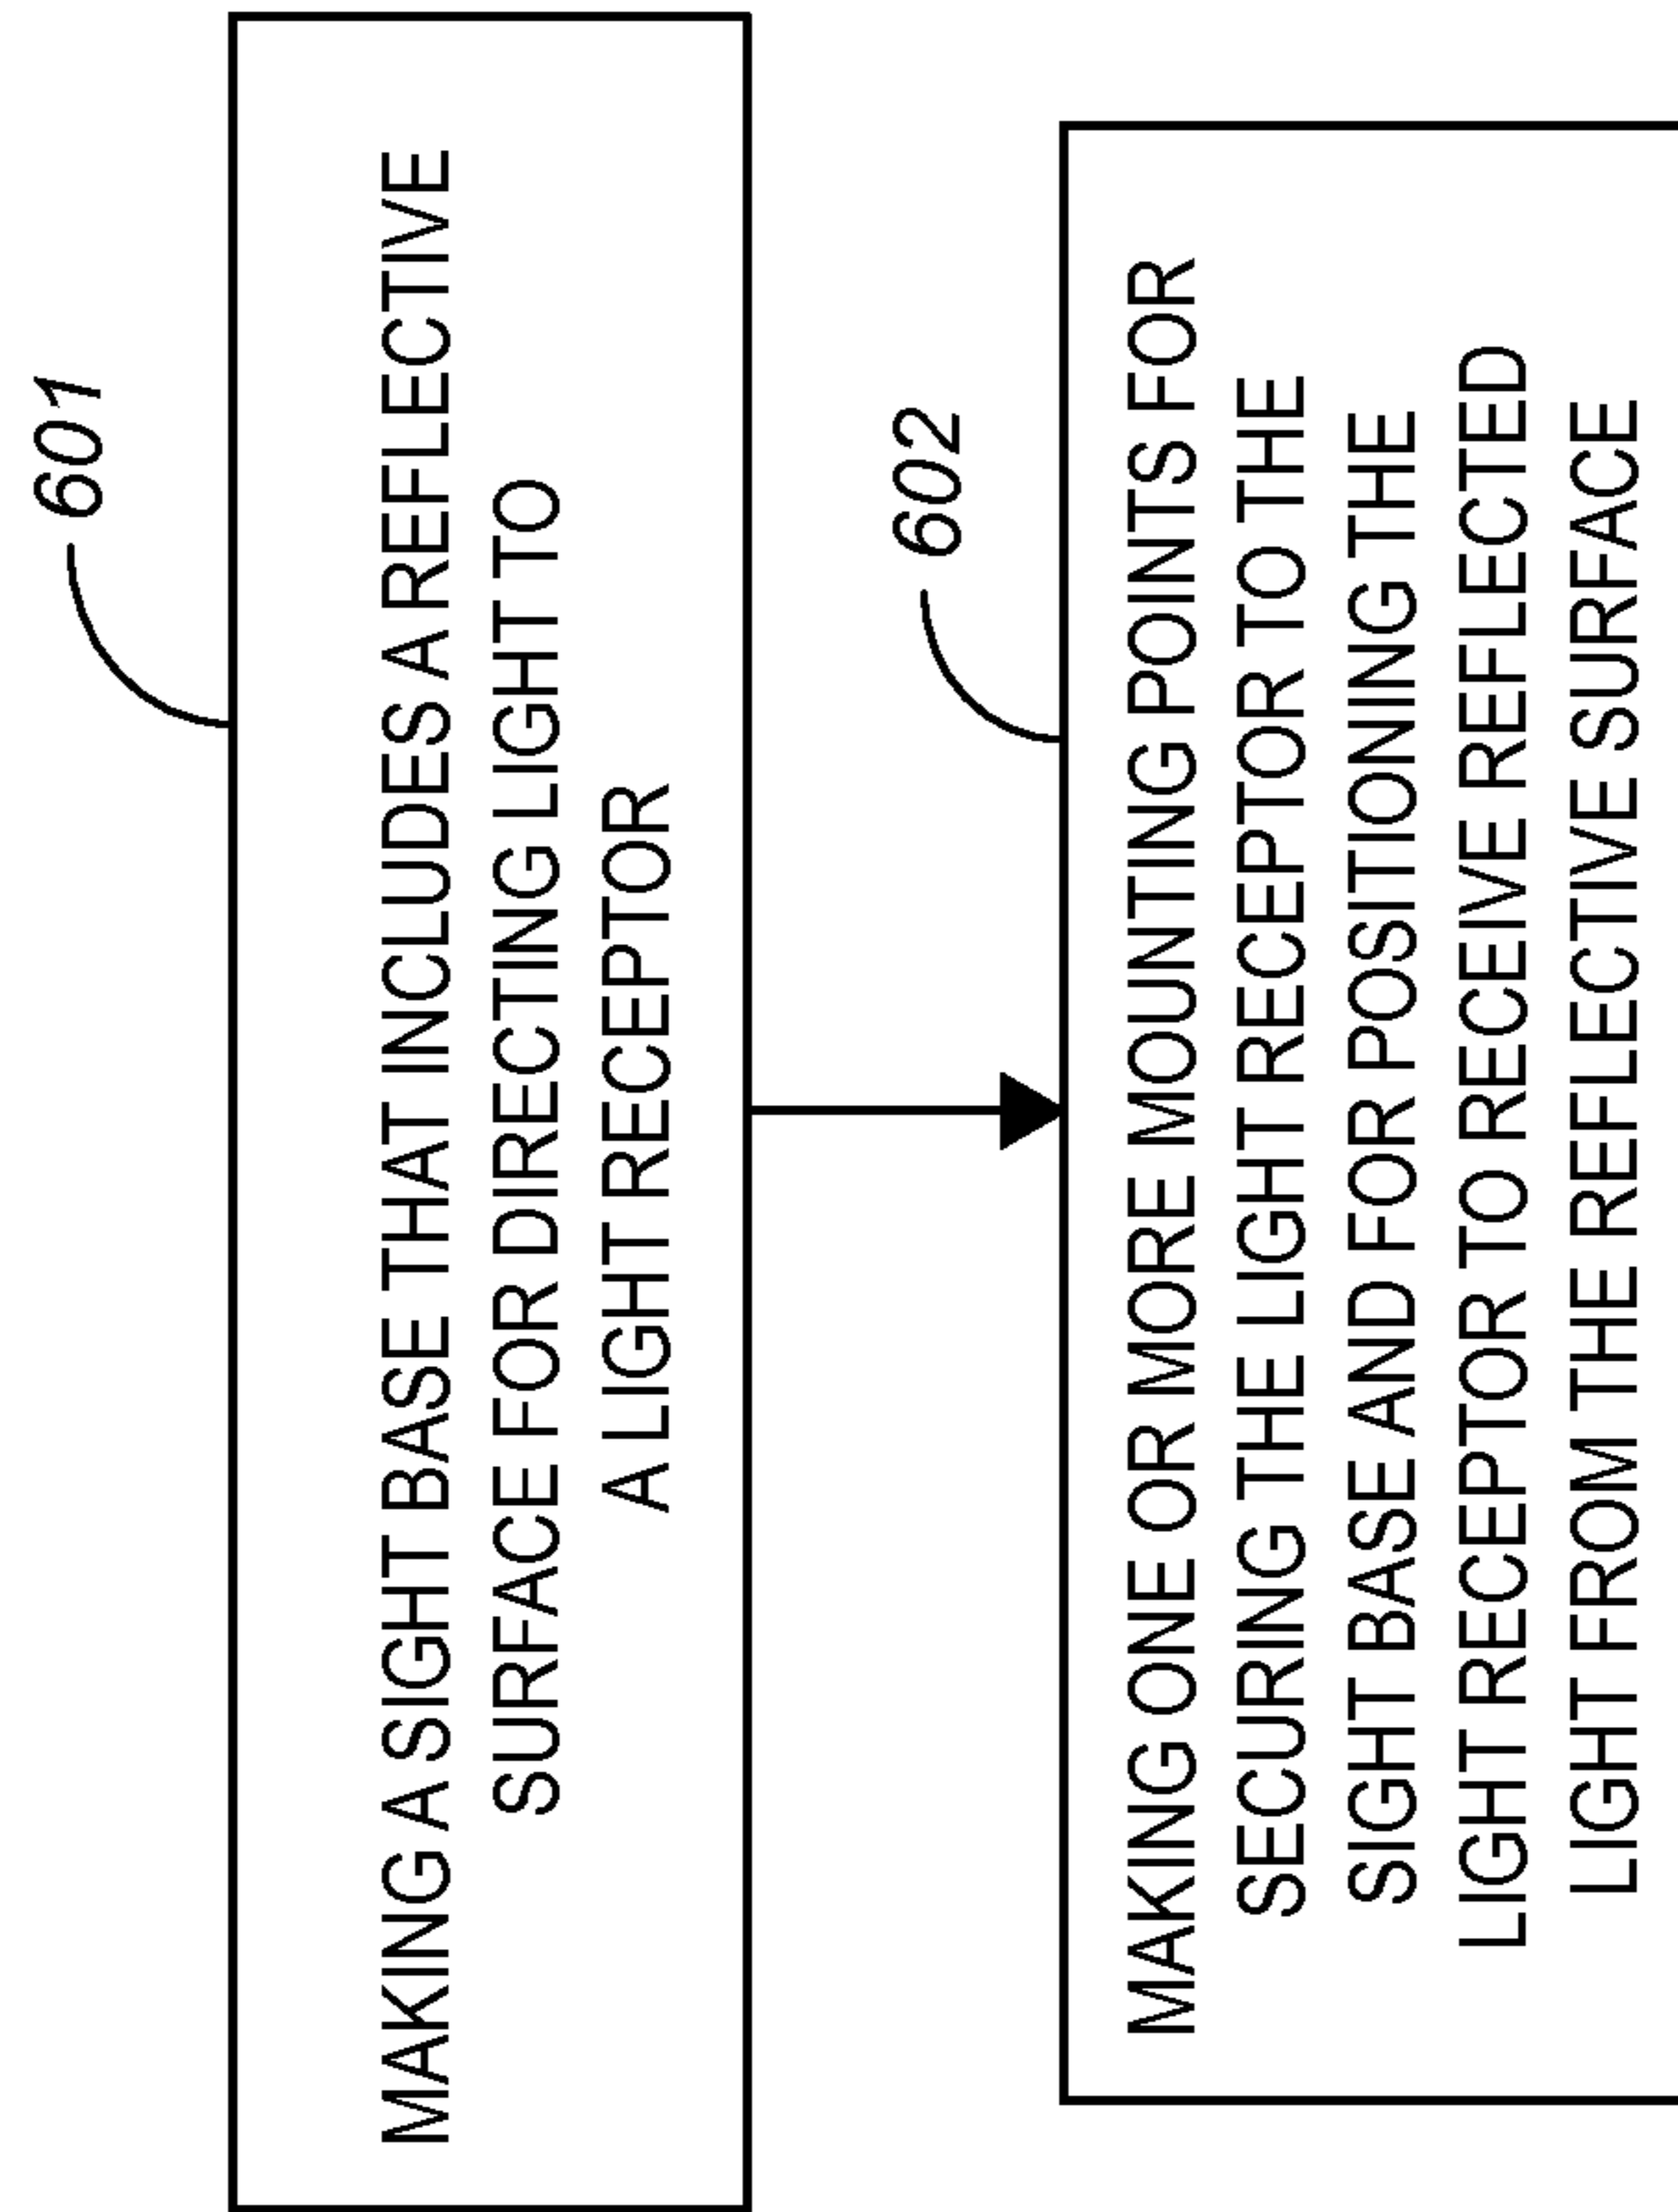 601
MAKING A SIGHT BASE THAT INCLUDES A REFLECTIVE
SURFACE FOR DIRECTING LIGHT TO
A LIGHT RECEPTOR
602
MAKING ONE OR MORE MOUNTING POINTS FOR
SECURING THE LIGHT RECEPTOR TO THE
SIGHT BASE AND FOR POSITIONING THE
LIGHT RECEPTOR TO RECEIVE REFLECTED
LIGHT FROM THE REFLECTIVE SURFACE